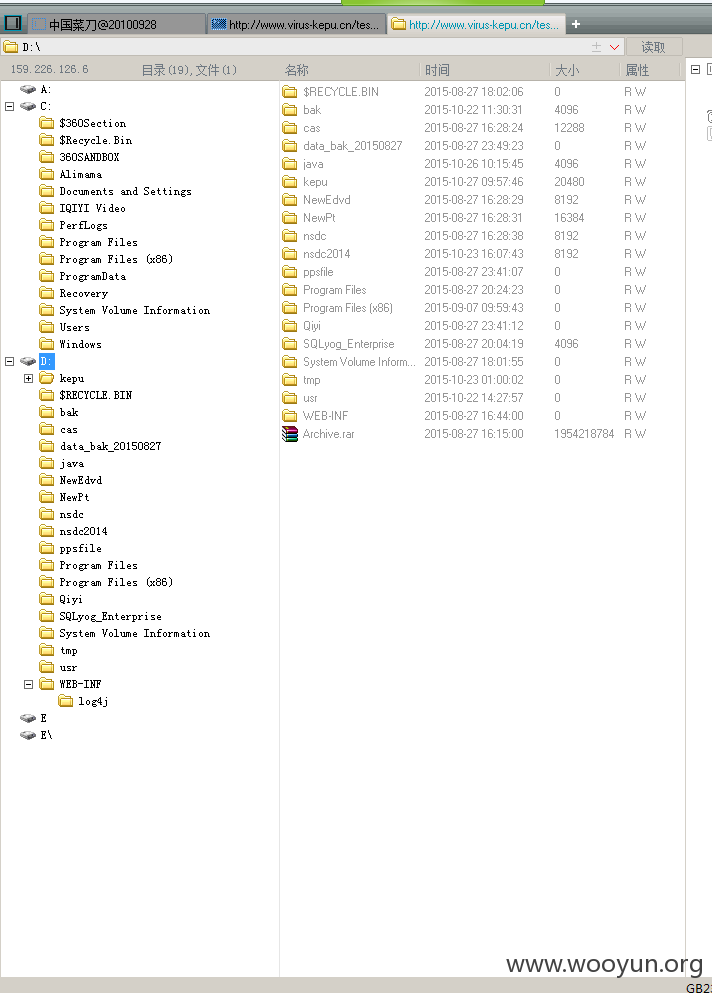 中国菜刀@20100928 http://www.virus-kepu.cn/tes... http://www.virus-kepu.cn/tes... +
D:\ 读取
159.226.126.6 目录(19),文件(1) 名称 时间 大小 属性
A:
C:
$360Section
$Recycle.Bin
360SANDBOX
Alimama
Documents and Settings
IQIYI Video
PerfLogs
Program Files
Program Files (x86)
ProgramData
Recovery
System Volume Information
Users
Windows
D:
kepu
$RECYCLE.BIN
bak
cas
data_bak_20150827
java
NewEdvd
NewPt
nsdc
nsdc2014
ppsfile
Program Files
Program Files (x86)
Qiyi
SQLyog_Enterprise
System Volume Information
tmp
usr
WEB-INF
log4j
E
E\
$RECYCLE.BIN 2015-08-27 18:02:06 0 R W
bak 2015-10-22 11:30:31 4096 R W
cas 2015-08-27 16:28:24 12288 R W
data_bak_20150827 2015-08-27 23:49:23 0 R W
java 2015-10-26 10:15:45 4096 R W
kepu 2015-10-27 09:57:46 20480 R W
NewEdvd 2015-08-27 16:28:29 8192 R W
NewPt 2015-08-27 16:28:31 16384 R W
nsdc 2015-08-27 16:28:38 8192 R W
nsdc2014 2015-10-23 16:07:43 8192 R W
ppsfile 2015-08-27 23:41:07 0 R W
Program Files 2015-08-27 20:24:23 0 R W
Program Files (x86) 2015-09-07 09:59:43 0 R W
Qiyi 2015-08-27 23:41:12 0 R W
SQLyog_Enterprise 2015-08-27 20:04:19 4096 R W
System Volume Inform... 2015-08-27 18:01:55 0 R W
tmp 2015-10-23 01:00:02 0 R W
usr 2015-10-22 14:27:57 0 R W
WEB-INF 2015-08-27 16:44:00 0 R W
Archive.rar 2015-08-27 16:15:00 1954218784 R W
www.wooyun.org